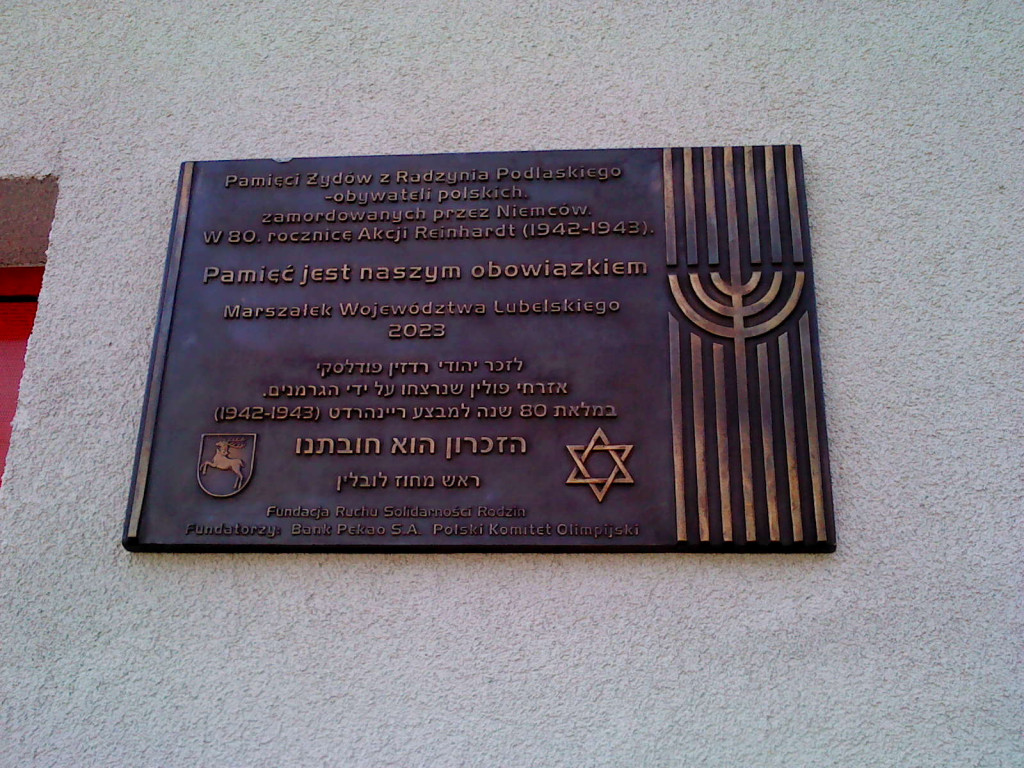 Pamięci Żydów z Radzynia Podlaskiego
-obywateli polskich,
zamordowanych przez Niemców.
W 80. rocznicę Akcji Reinhardt (1942-1943).
Pamięć jest naszym obowiązkiem
Marszałek Województwa Lubelskiego
2023
לזכר יהודי רדזין פודלסקי
אזרחי פולין שנרצחו על ידי הגרמנים.
במלאת 80 שנה למבצע ריינהרדט (1942-1943)
הזכרון הוא חובתנו
ראש מחוז לובלין
Fundacja Ruchu Solidarności Rodzin
Fundatorzy: Bank Pekao S.A. Polski Komitet Olimpijski